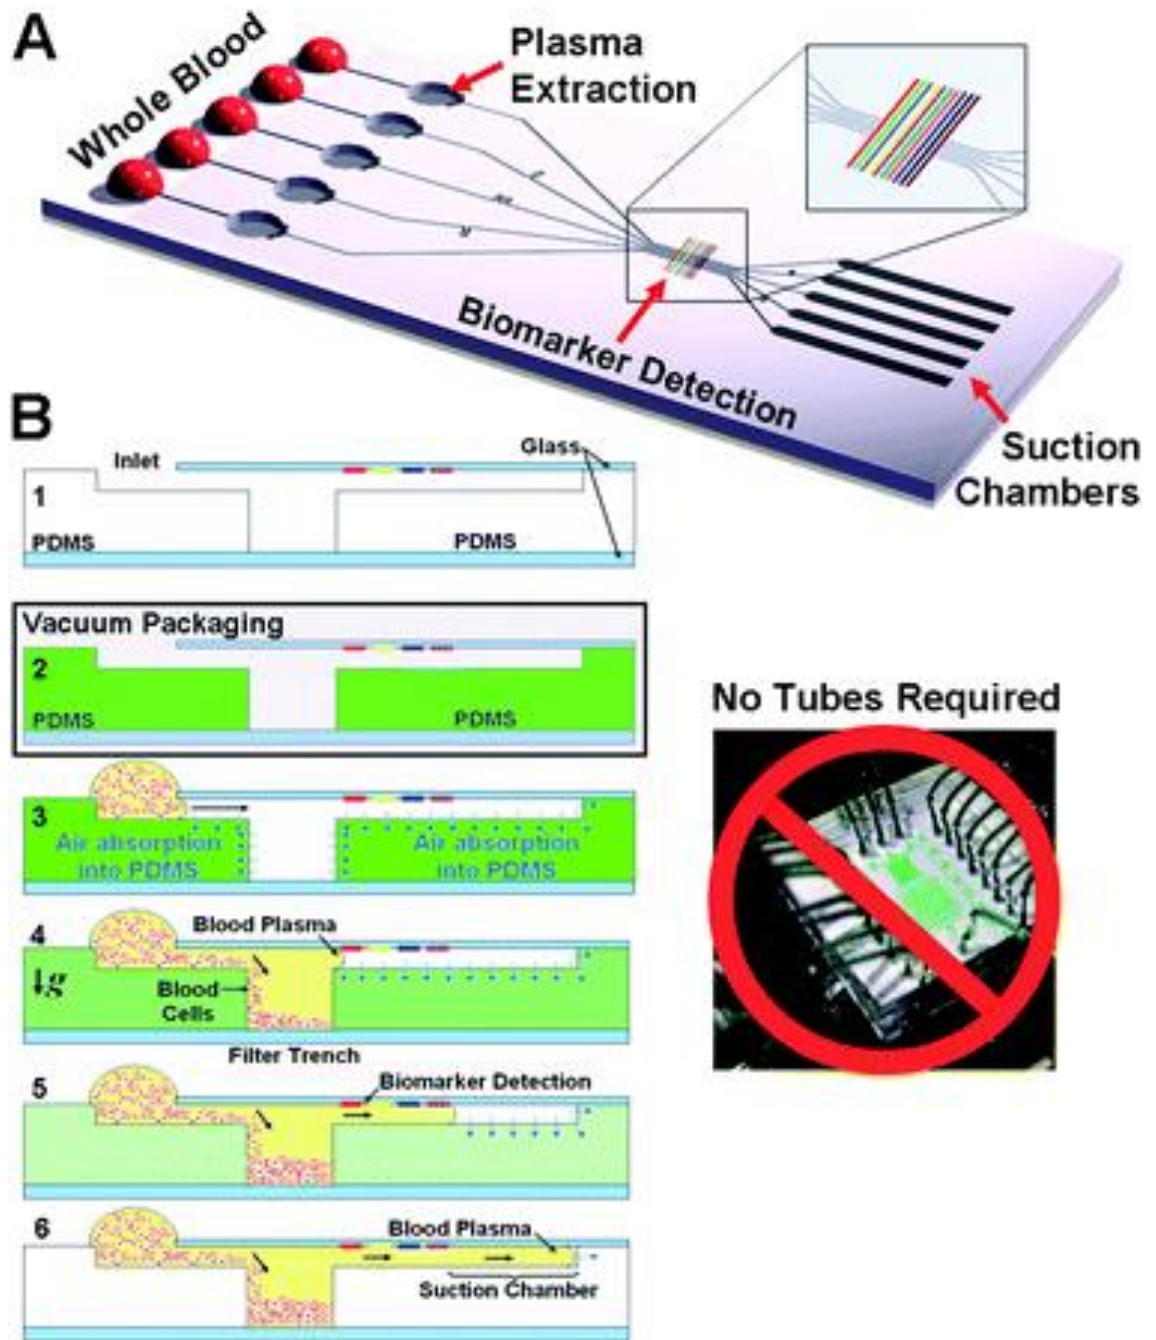 A
Whole Blood
Plasma
Extraction
Biomarker Detection
Suction
Chambers
B
Inlet
Glass
1
PDMS
PDMS
Vacuum Packaging
2
PDMS
PDMS
No Tubes Required
3
Air absorption
into PDMS
Air absorption
into PDMS
4
Blood Plasma
g
Blood
Cells
Filter Trench
5
Biomarker Detection
6
Blood Plasma
Suction Chamber